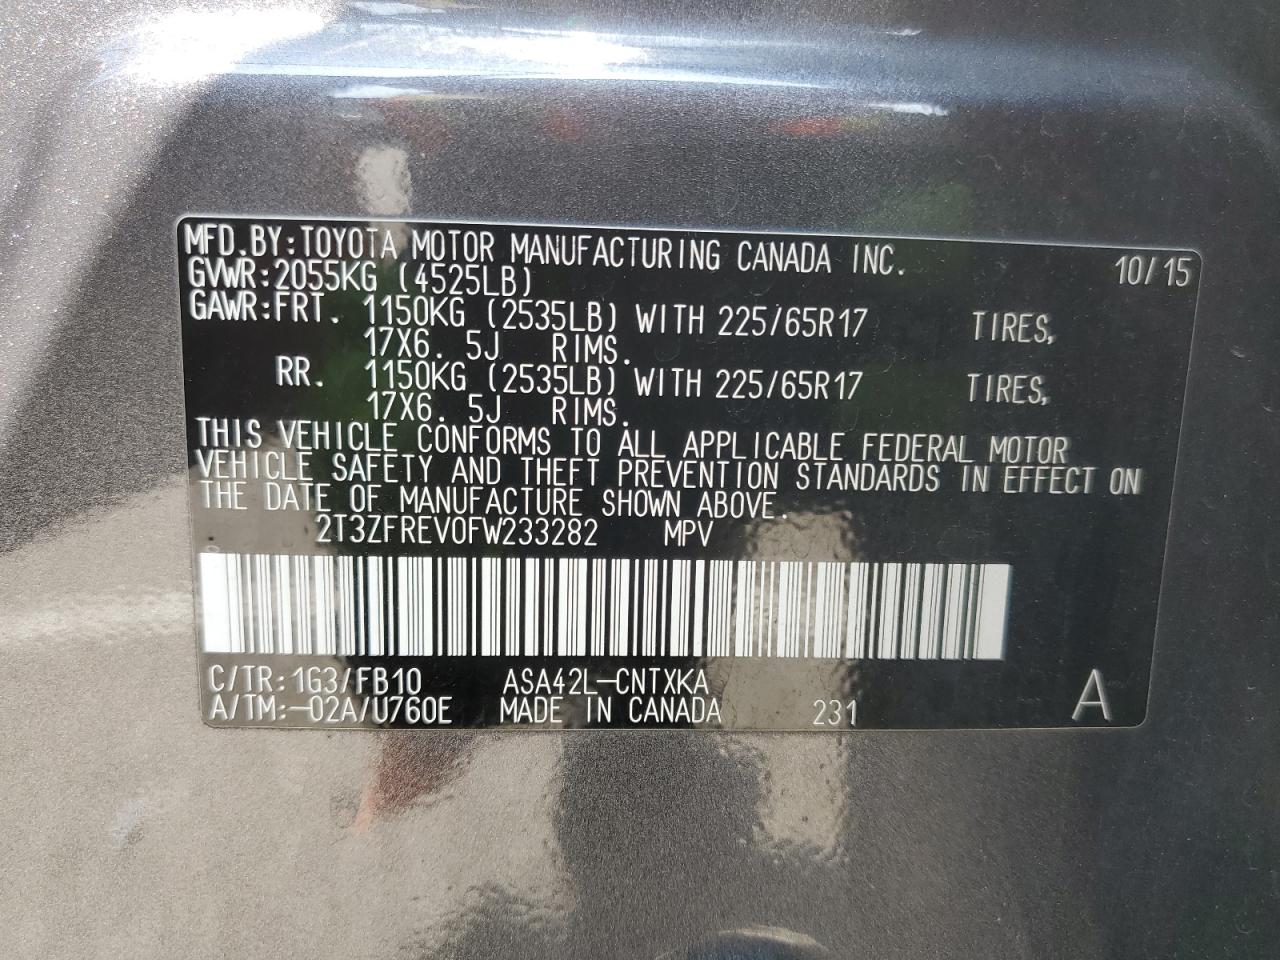 MFD.BY:TOYOTA MOTOR MANUFACTURING CANADA INC. 10/15
GVWR:2055KG (4525LB)
GAWR:FRT. 1150KG (2535LB) WITH 225/65R17 TIRES,
17X6. 5J RIMS.
RR. 1150KG (2535LB) WITH 225/65R17 TIRES,
17X6. 5J RIMS.
THIS VEHICLE CONFORMS TO ALL APPLICABLE FEDERAL MOTOR
VEHICLE SAFETY AND THEFT PREVENTION STANDARDS IN EFFECT ON
THE DATE OF MANUFACTURE SHOWN ABOVE.
2T3ZFREV0FW233282 MPV
C/TR:1G3/FB10 ASA42L-CNTXKA
A/TM:-02A/U760E MADE IN CANADA 231 A